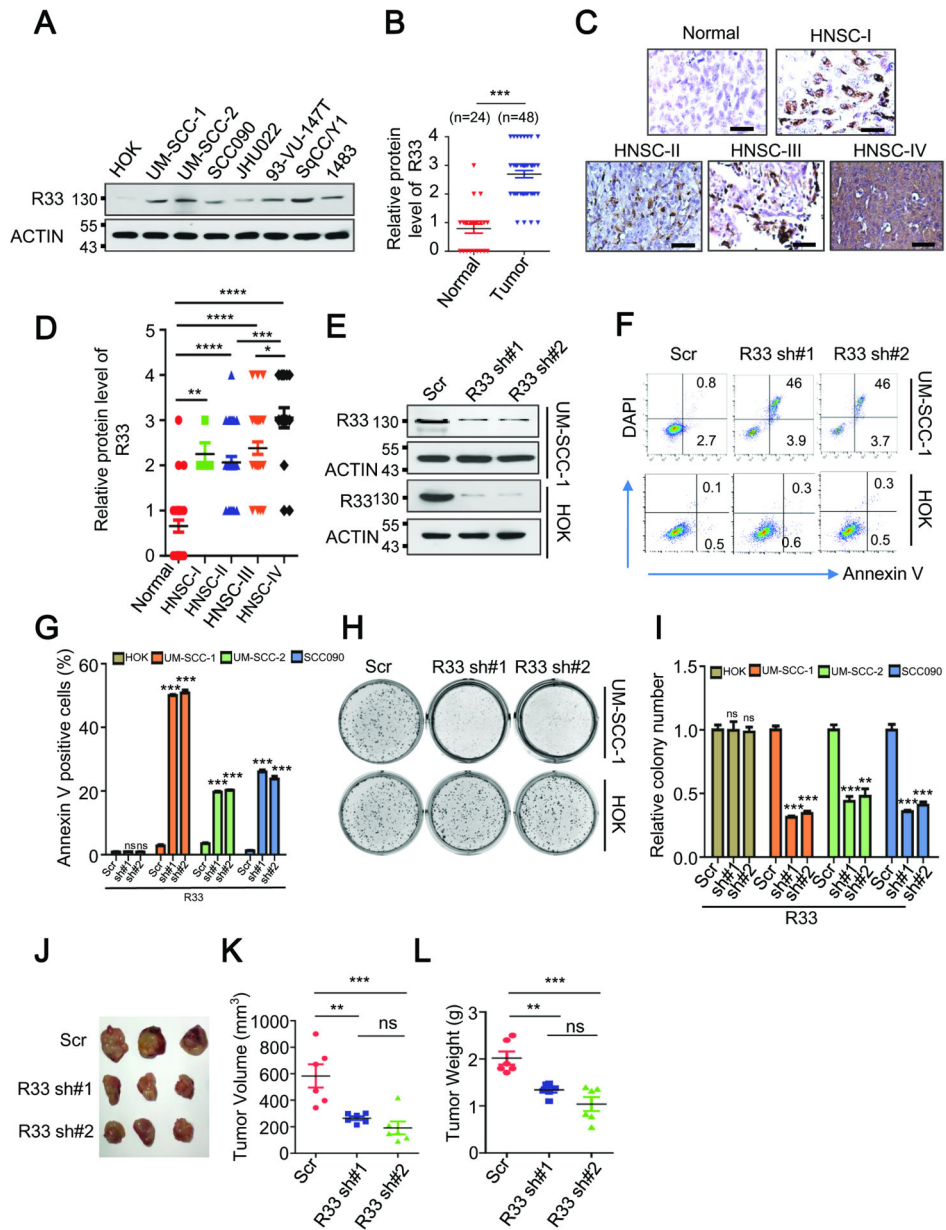 A
HOK
UM-SCC-1
UM-SCC-2
SCC090
JHU022
93-VU-147T
SqCC/Y1
1483
R33 130
ACTIN 55
43
B
***
(n=24) (n=48)
Relative protein
level of R33
4
3
2
1
0
Normal
Tumor
C
Normal
HNSC-I
HNSC-II
HNSC-III
HNSC-IV
D
Relative protein level of
R33
****
****
***
****
*
**
5
4
3
2
1
0
Normal
HNSC-I
HNSC-II
HNSC-III
HNSC-IV
E
Scr
R33 sh#1
R33 sh#2
R33 130
ACTIN 55
43
UM-SCC-1
R33 130
ACTIN 55
43
HOK
F
Scr R33 sh#1 R33 sh#2
DAPI
0.8 46 46
2.7 3.9 3.7
UM-SCC-1
0.1 0.3 0.3
0.5 0.6 0.5
HOK
Annexin V
G
HOK UM-SCC-1 UM-SCC-2 SCC090
Annexin V positive cells (%)
60
40
20
0
ns ns *** *** *** *** *** ***
Scr sh#1 sh#2 Scr sh#1 sh#2 Scr sh#1 sh#2 Scr sh#1 sh#2
R33
H
Scr R33 sh#1 R33 sh#2
UM-SCC-1
HOK
I
HOK UM-SCC-1 UM-SCC-2 SCC090
Relative colony number
1.5
1.0
0.5
0.0
ns ns *** *** *** ** *** ***
Scr sh#1 sh#2 Scr sh#1 sh#2 Scr sh#1 sh#2 Scr sh#1 sh#2
R33
J
Scr
R33 sh#1
R33 sh#2
K
Tumor Volume (mm³)
***
** ns
1000
800
600
400
200
0
Scr
R33 sh#1
R33 sh#2
L
Tumor Weight (g)
***
** ns
3
2
1
0
Scr
R33 sh#1
R33 sh#2